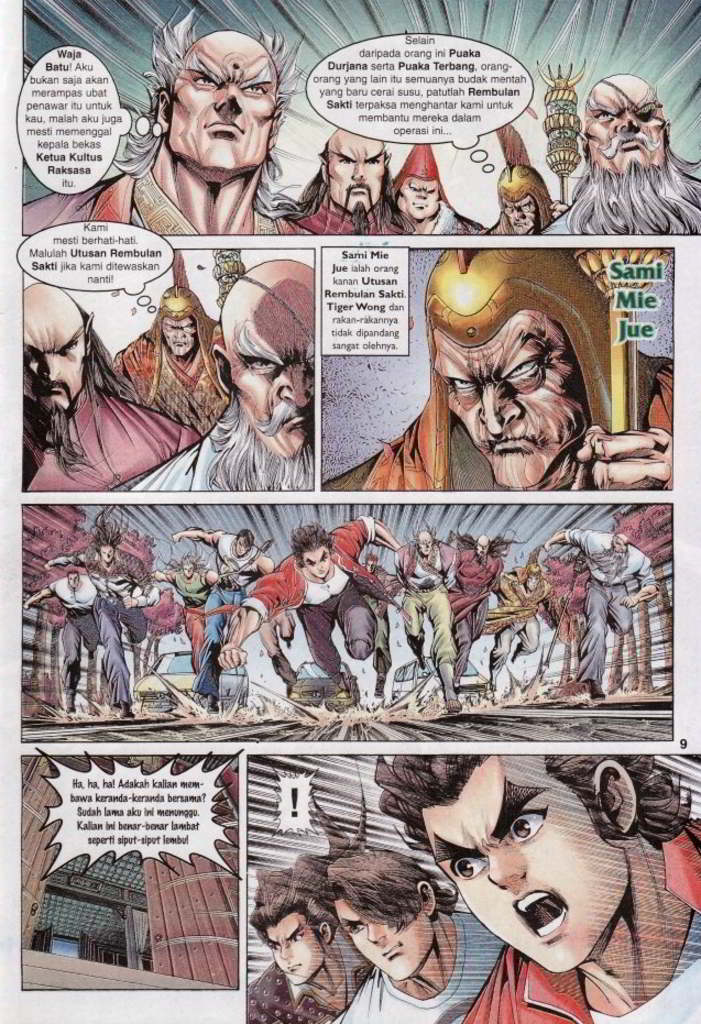 Waja
Batu! Aku
bukan saja akan
merampas ubat
penawar itu untuk
kau, malah aku juga
mesti memenggal
kepala bekas
Ketua Kultus
Raksasa
itu.
Selain
daripada orang ini Puaka
Durjana serta Puaka Terbang, orang-
orang yang lain itu semuanya budak mentah
yang baru cerai susu, patutlah Rembulan
Sakti terpaksa menghantar kami untuk
membantu mereka dalam
operasi ini...
Kami
mesti berhati-hati.
Malulah Utusan Rembulan
Sakti jika kami ditewaskan
nanti!
Sami Mie
Jue ialah orang
kanan Utusan
Rembulan Sakti.
Tiger Wong dan
rakan-rakannya
tidak dipandang
sangat olehnya.
Sami
Mie
Jue
9
Ha, ha, ha! Adakah kalian mem-
bawa keranda-keranda bersama?
Sudah lama aku ini menunggu.
Kalian ini benar-benar lambat
seperti siput-siput lembu!
!